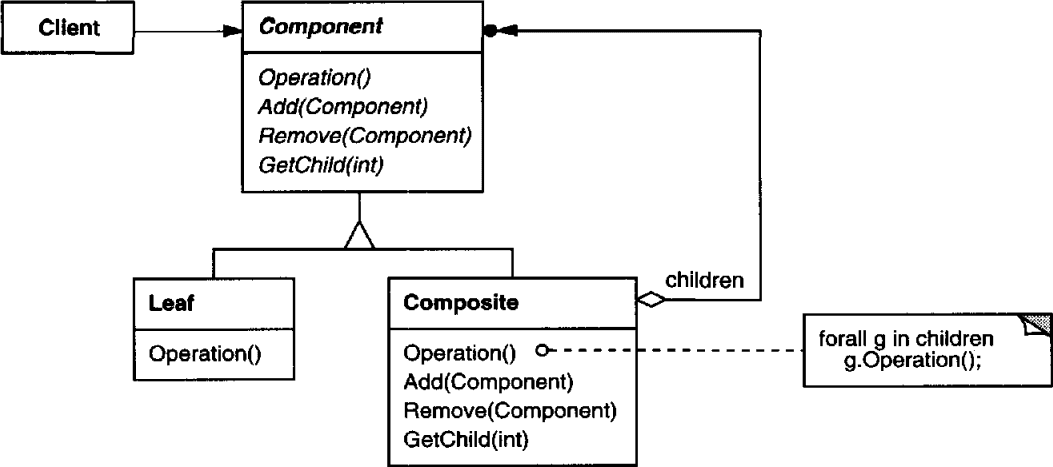 Client
Component
Operation()
Add(Component)
Remove(Component)
GetChild(int)
children
Leaf
Operation()
Composite
Operation()
Add(Component)
Remove(Component)
GetChild(int)
forall g in children
g.Operation();